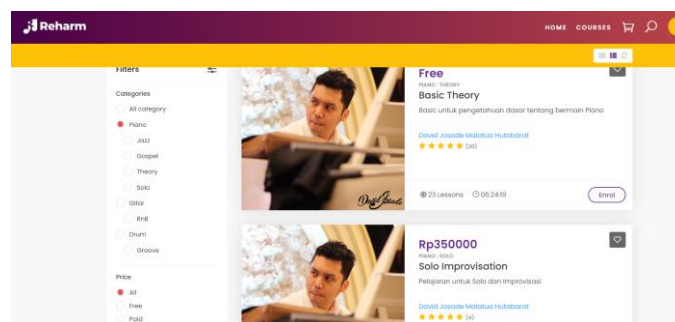 Reharm
HOME COURSES
Filters
Categories
All category
Piano
Jazz
Gospel
Theory
Solo
Gitar
RnB
Drum
Groove
Price
All
Free
Paid
Free
PIANO : THEORY
Basic Theory
Basic untuk pengetahuan dasar tentang bermain Piano
David Josade Malatua Hutabarat
(20)
23 Lessons 06:24:19
Enrol
Rp350000
PIANO : SOLO
Solo Improvisation
Pelajaran untuk Solo dan Improvisasi
David Josade Malatua Hutabarat
(4)